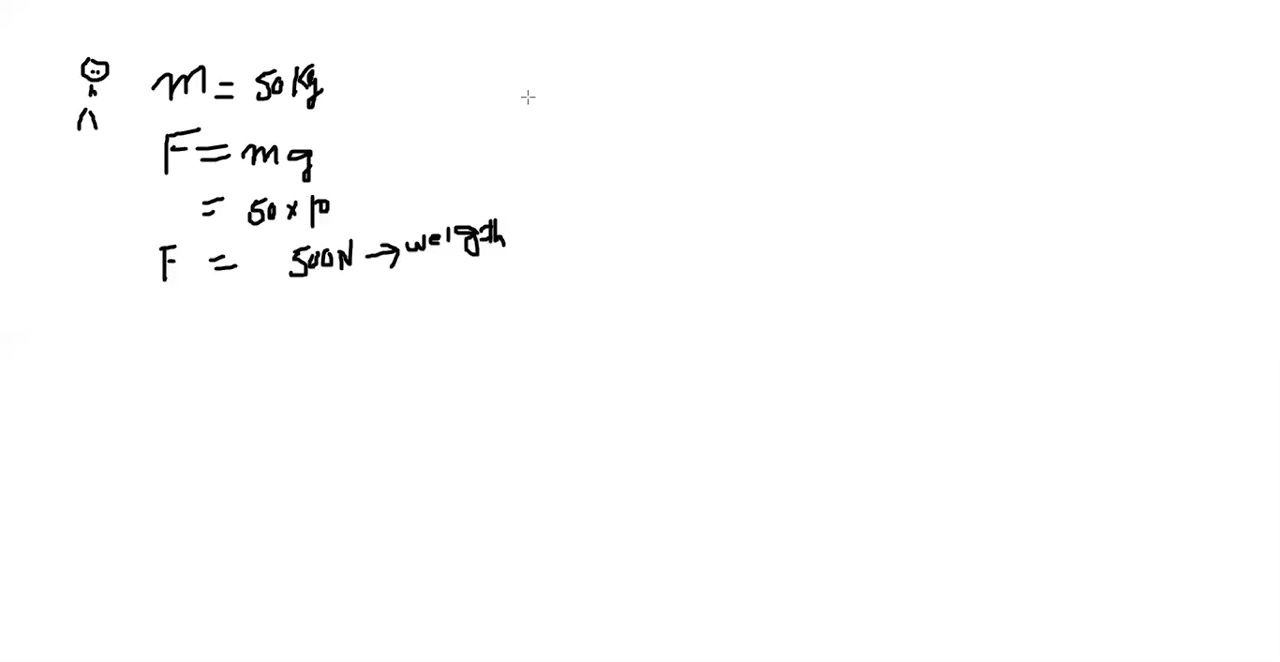 m = 50 Kg
F = mg
= 50 × 10
F = 500N → weigth